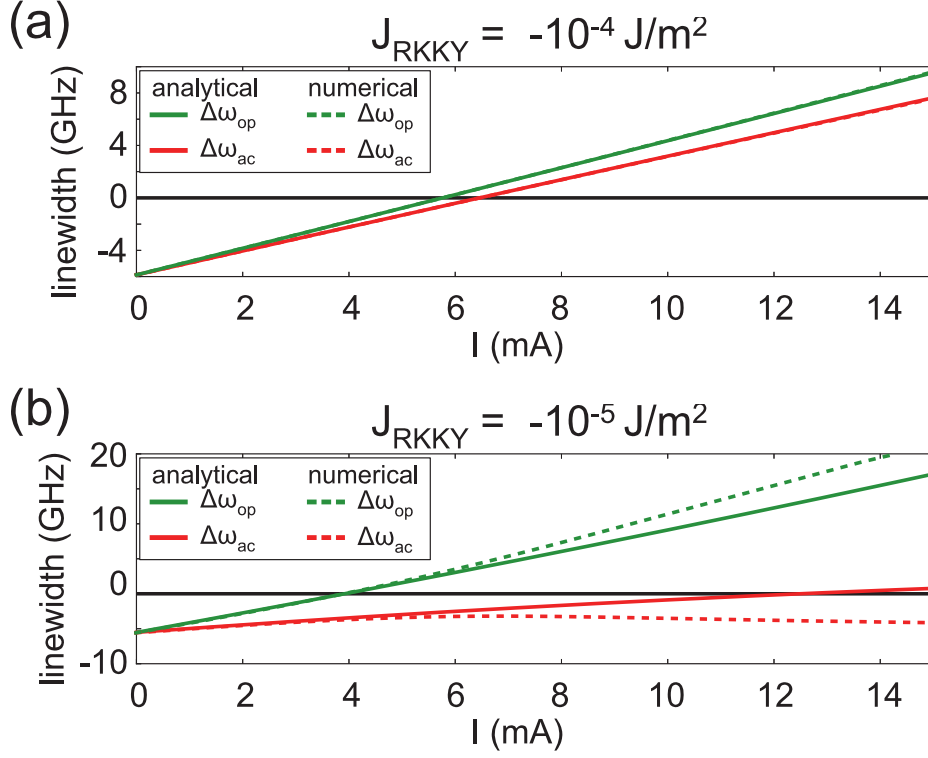 (a)
J_RKKY = -10⁻⁴ J/m²
linewidth (GHz)
8
4
0
-4
analytical numerical
Δω_op Δω_op
Δω_ac Δω_ac
0 2 4 6 8 10 12 14
I (mA)
(b)
J_RKKY = -10⁻⁵ J/m²
linewidth (GHz)
20
10
0
-10
analytical numerical
Δω_op Δω_op
Δω_ac Δω_ac
0 2 4 6 8 10 12 14
I (mA)